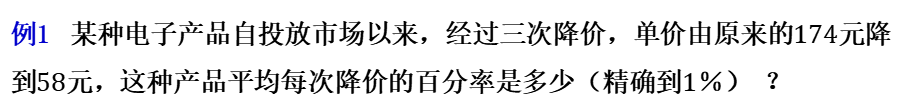 例1 某种电子产品自投放市场以来，经过三次降价，单价由原来的174元降
到58元，这种产品平均每次降价的百分率是多少（精确到1%）？